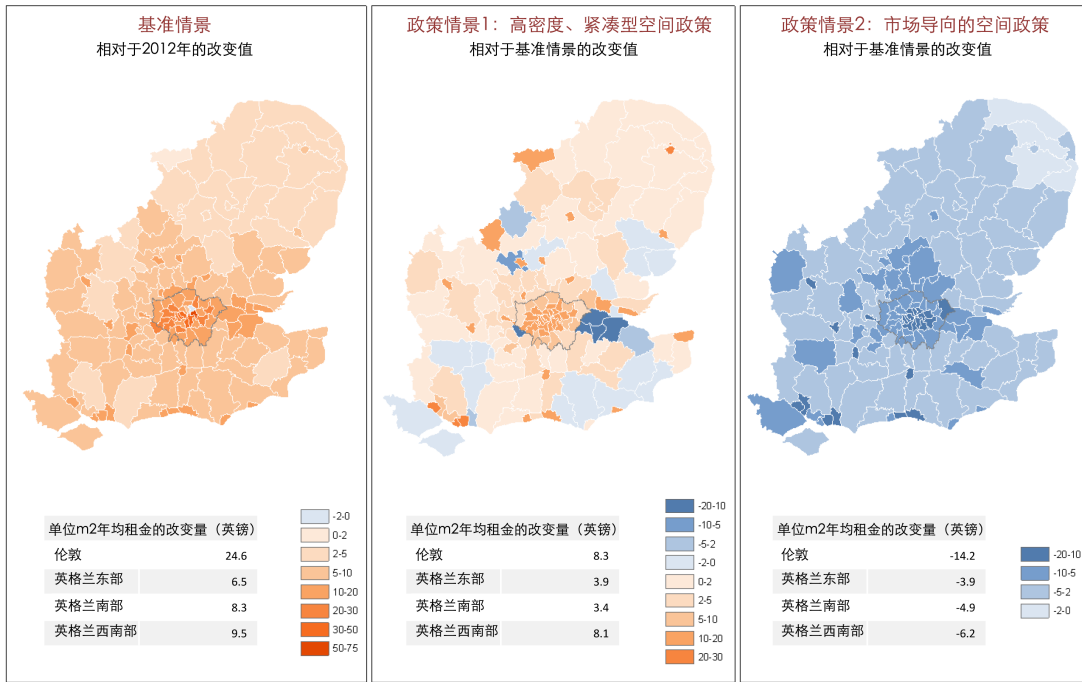 基准情景
相对于2012年的改变值
单位m2年均租金的改变量（英镑）
伦敦 24.6
英格兰东部 6.5
英格兰南部 8.3
英格兰西南部 9.5
-2-0
0-2
2-5
5-10
10-20
20-30
30-50
50-75
政策情景1：高密度、紧凑型空间政策
相对于基准情景的改变值
单位m2年均租金的改变量（英镑）
伦敦 8.3
英格兰东部 3.9
英格兰南部 3.4
英格兰西南部 8.1
-20-10
-10-5
-5-2
-2-0
0-2
2-5
5-10
10-20
20-30
政策情景2：市场导向的空间政策
相对于基准情景的改变值
单位m2年均租金的改变量（英镑）
伦敦 -14.2
英格兰东部 -3.9
英格兰南部 -4.9
英格兰西南部 -6.2
-20-10
-10-5
-5-2
-2-0